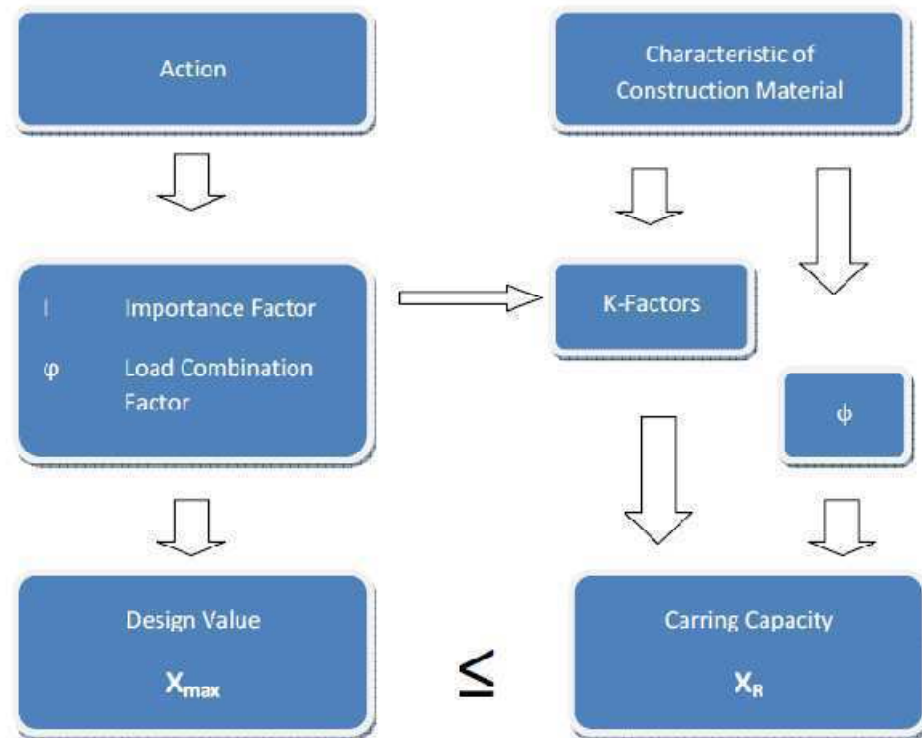 Action
Characteristic of
Construction Material
I Importance Factor
φ Load Combination
Factor
K-Factors
ϕ
Design Value
Xmax
≤
Carring Capacity
XR